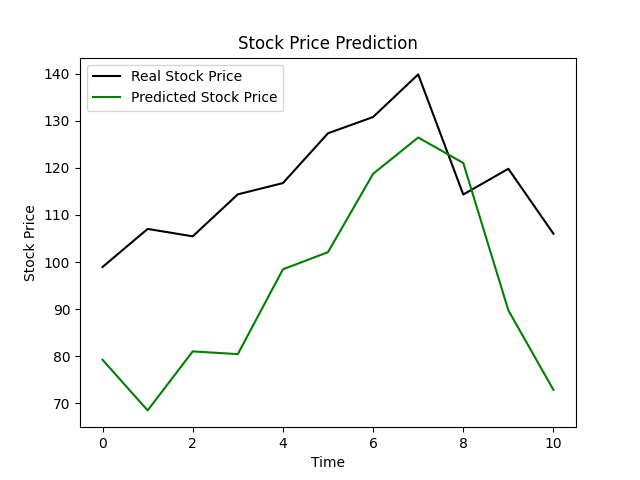 Stock Price Prediction
Real Stock Price
Predicted Stock Price
Stock Price
140
130
120
110
100
90
80
70
0 2 4 6 8 10
Time